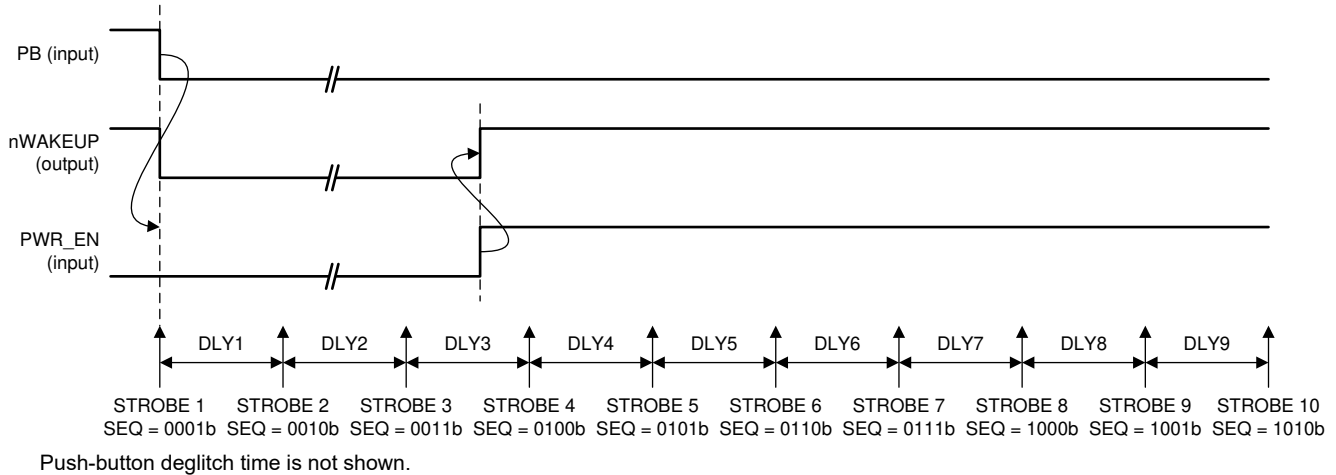 PB (input)
nWAKEUP
(output)
PWR_EN
(input)
DLY1 DLY2 DLY3 DLY4 DLY5 DLY6 DLY7 DLY8 DLY9
STROBE 1 STROBE 2 STROBE 3 STROBE 4 STROBE 5 STROBE 6 STROBE 7 STROBE 8 STROBE 9 STROBE 10
SEQ = 0001b SEQ = 0010b SEQ = 0011b SEQ = 0100b SEQ = 0101b SEQ = 0110b SEQ = 0111b SEQ = 1000b SEQ = 1001b SEQ = 1010b
Push-button deglitch time is not shown.